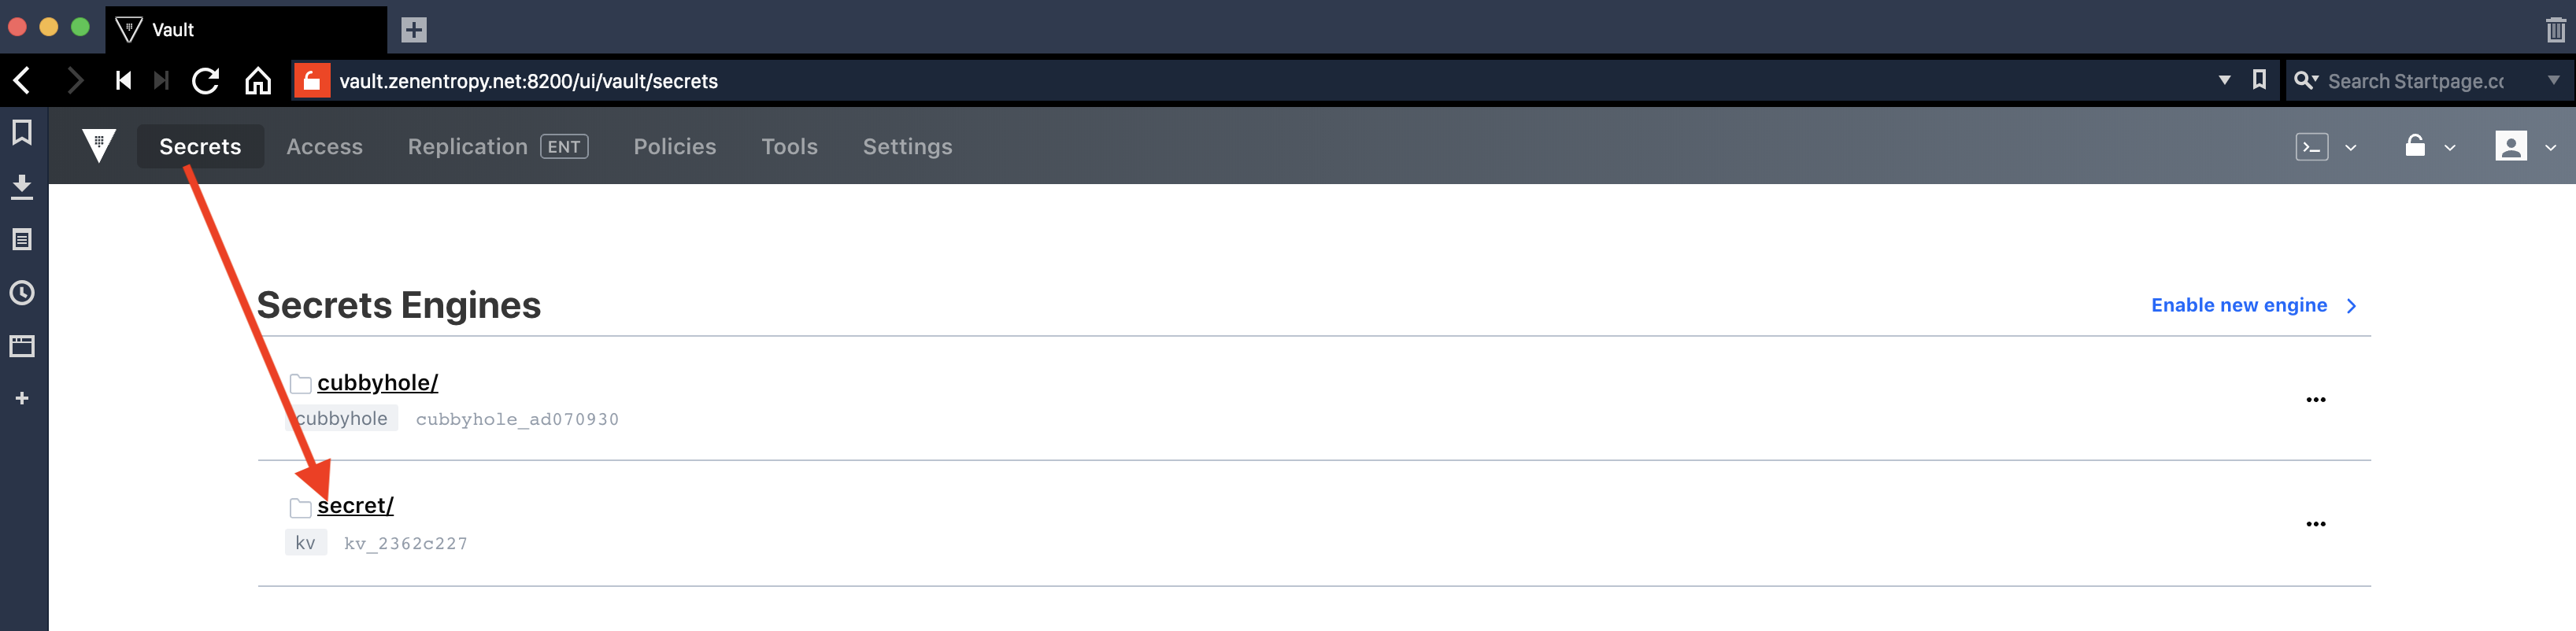 Vault
vault.zenentropy.net:8200/ui/vault/secrets
Search Startpage.co
Secrets Access Replication ENT Policies Tools Settings
Secrets Engines
Enable new engine
cubbyhole/
cubbyhole cubbyhole_ad070930
secret/
kv kv_2362c227